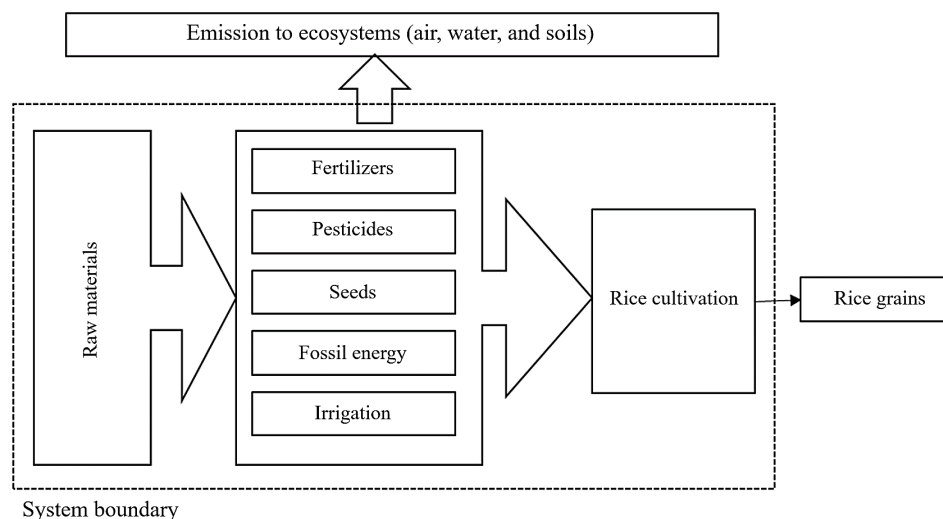 Emission to ecosystems (air, water, and soils)
Raw materials
Fertilizers
Pesticides
Seeds
Fossil energy
Irrigation
Rice cultivation
Rice grains
System boundary